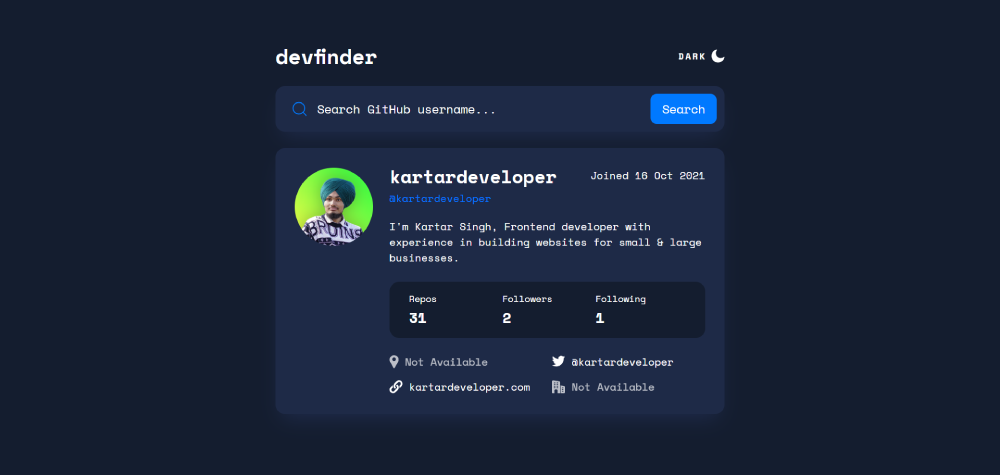 devfinder
DARK
Search GitHub username...
Search
kartardeveloper
Joined 16 Oct 2021
@kartardeveloper
I'm Kartar Singh, Frontend developer with
experience in building websites for small & large
businesses.
Repos Followers Following
31 2 1
Not Available @kartardeveloper
kartardeveloper.com Not Available
BRUINS